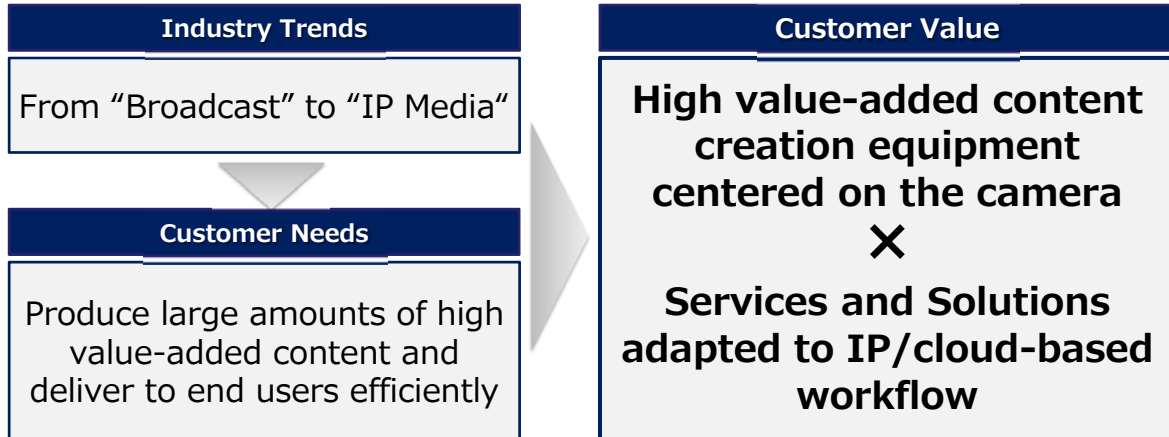 Industry Trends
From “Broadcast” to “IP Media“
Customer Needs
Produce large amounts of high
value-added content and
deliver to end users efficiently
Customer Value
High value-added content
creation equipment
centered on the camera
×
Services and Solutions
adapted to IP/cloud-based
workflow